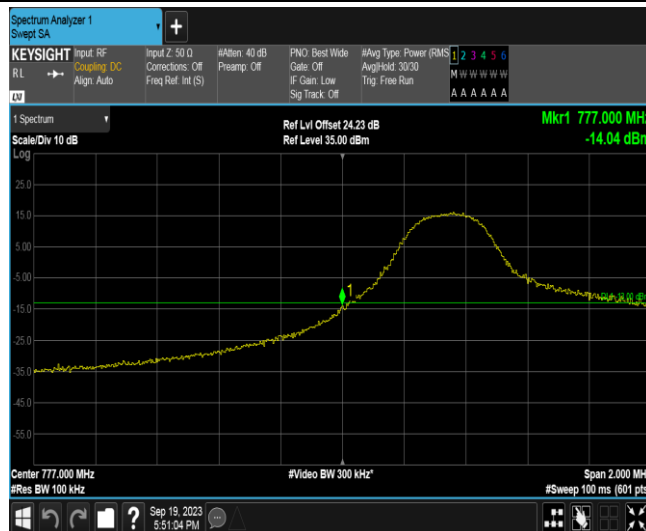 Spectrum Analyzer 1
Swept SA
+
KEYSIGHT
RL
LXI
Input: RF
Coupling: DC
Align: Auto
Input Z: 50 Ω
Corrections: Off
Freq Ref: Int (S)
#Atten: 40 dB
Preamp: Off
PNO: Best Wide
Gate: Off
IF Gain: Low
Sig Track: Off
#Avg Type: Power (RMS
Avg|Hold: 30/30
Trig: Free Run
1 2 3 4 5 6
M W W W W W
A A A A A A
1 Spectrum
Scale/Div 10 dB
Ref Lvl Offset 24.23 dB
Ref Level 35.00 dBm
Mkr1 777.000 MHz
-14.04 dBm
Log
25.0
15.0
5.00
-5.00
-15.0
-25.0
-35.0
-45.0
-55.0
1
Center 777.000 MHz
#Res BW 100 kHz
#Video BW 300 kHz*
Span 2.000 MHz
#Sweep 100 ms (601 pts)
?
Sep 19, 2023
5:51:04 PM